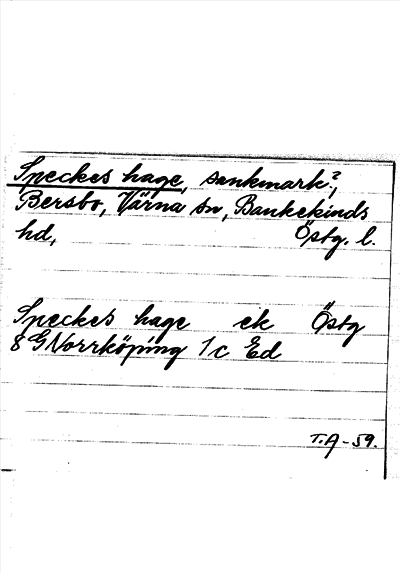 Speckes hage, sankmark?,
Bersbo, Värna sn, Bankekinds
hd, Östg. l.
Speckes hage ek Östg
8 G Norrköping 1c Ed
T.A-59.